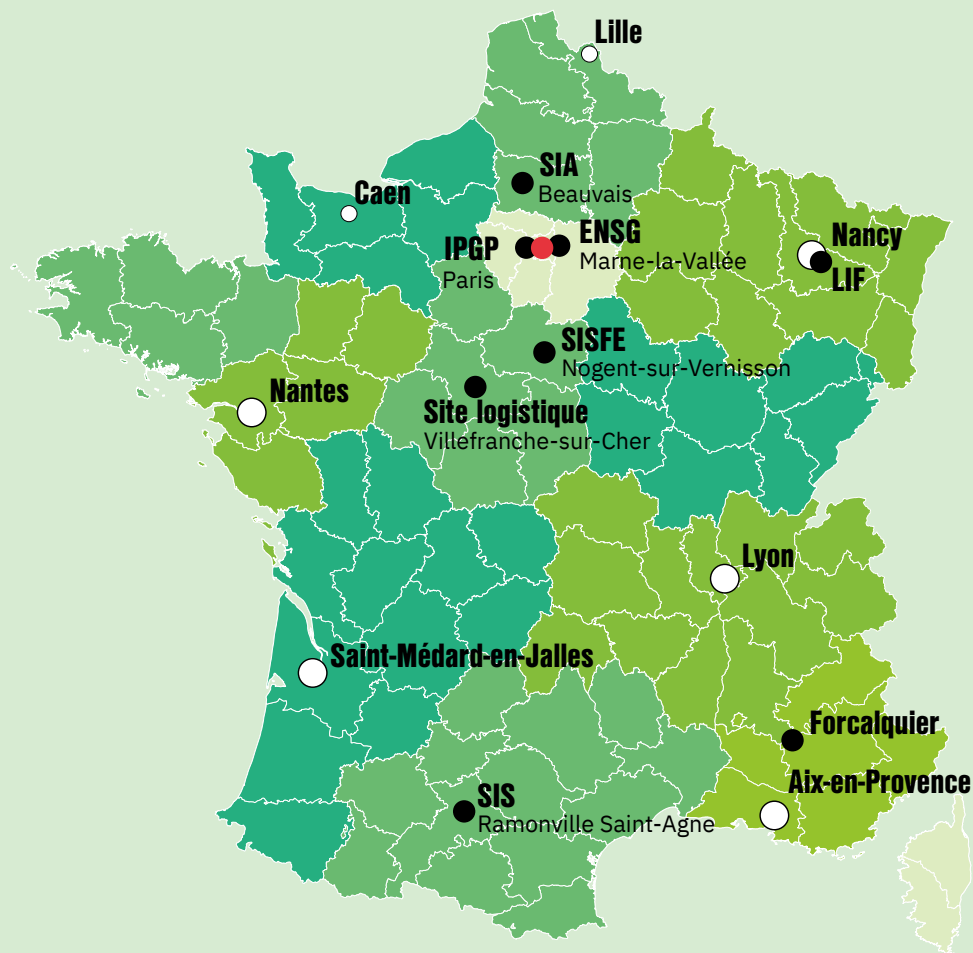 Lille
SIA
Beauvais
Caen
IPGP
Paris
ENSG
Marne-la-Vallée
Nancy
LIF
SISFE
Nogent-sur-Vernisson
Nantes
Site logistique
Villefranche-sur-Cher
Lyon
Saint-Médard-en-Jalles
Forcalquier
Aix-en-Provence
SIS
Ramonville Saint-Agne